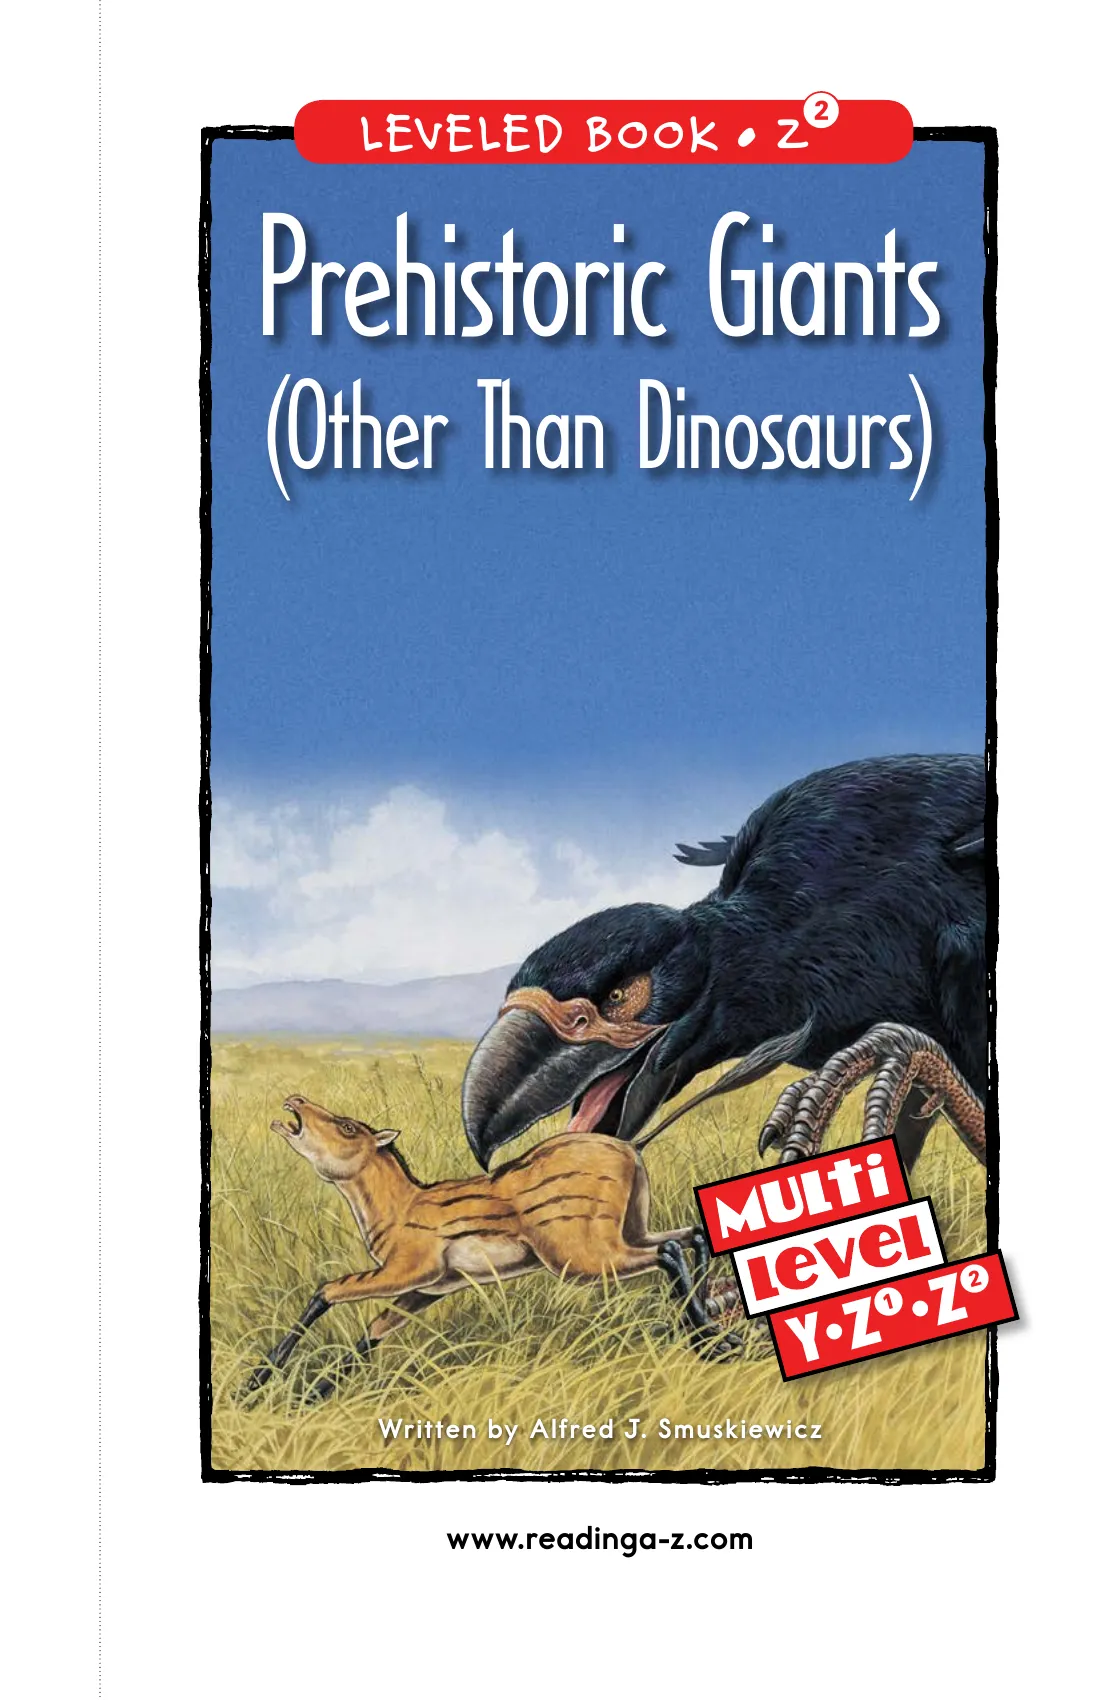 LEVELED BOOK • Z²
Prehistoric Giants
(Other Than Dinosaurs)
Multi
level
Y•Z¹•Z²
Written by Alfred J. Smuskiewicz
www.readinga-z.com